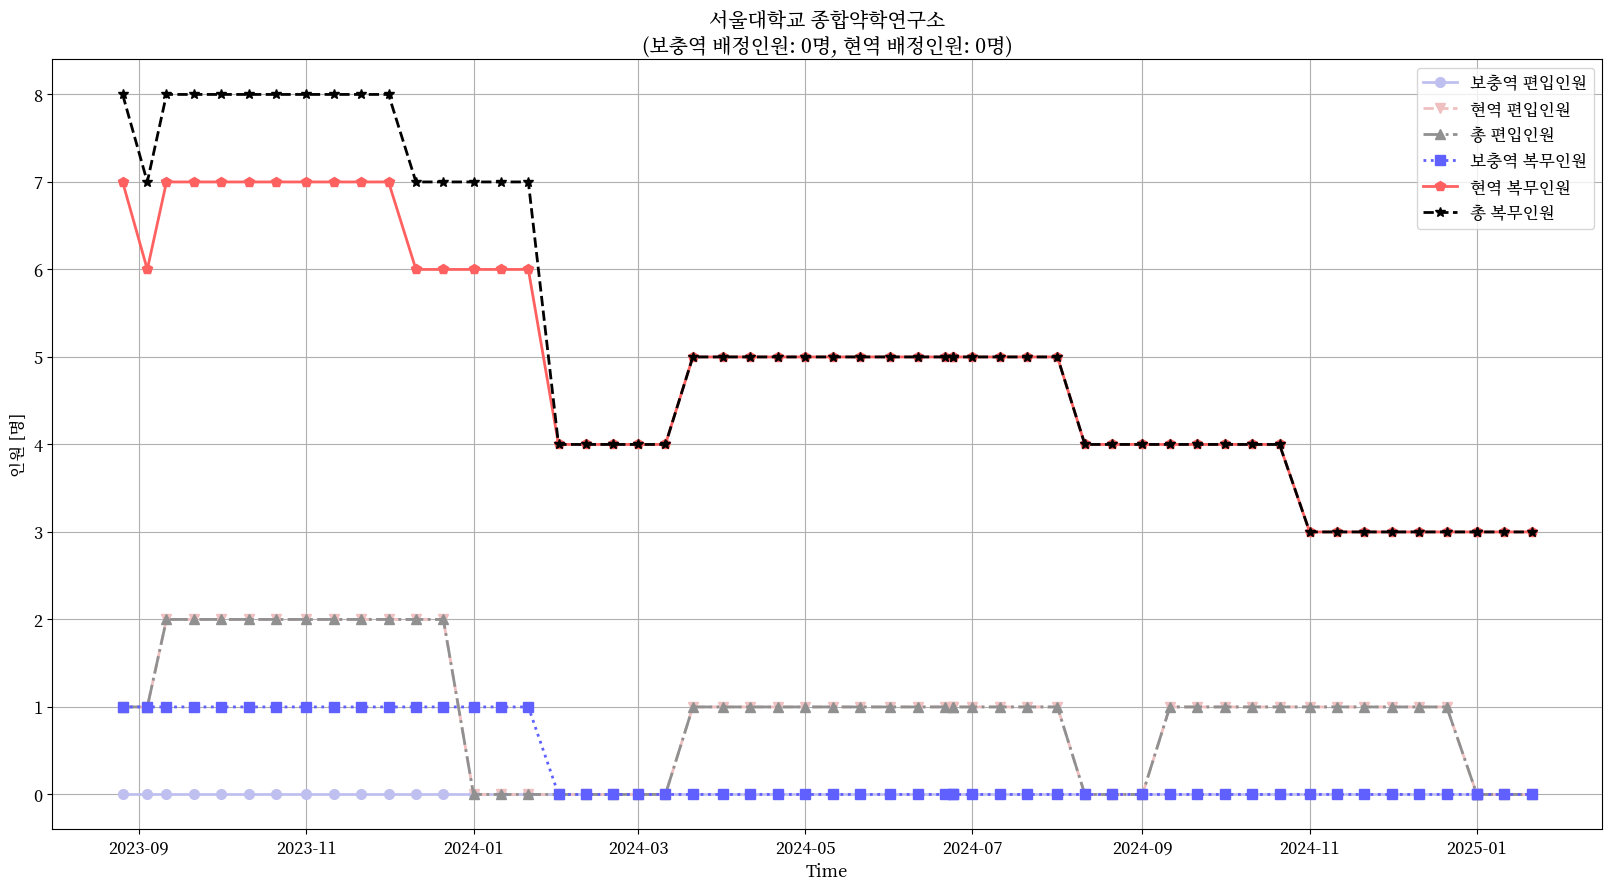 서울대학교 종합약학연구소
(보충역 배정인원: 0명, 현역 배정인원: 0명)
보충역 편입인원
현역 편입인원
총 편입인원
보충역 복무인원
현역 복무인원
총 복무인원
8
7
6
5
4
3
2
1
0
인원 [명]
2023-09
2023-11
2024-01
2024-03
2024-05
2024-07
2024-09
2024-11
2025-01
Time